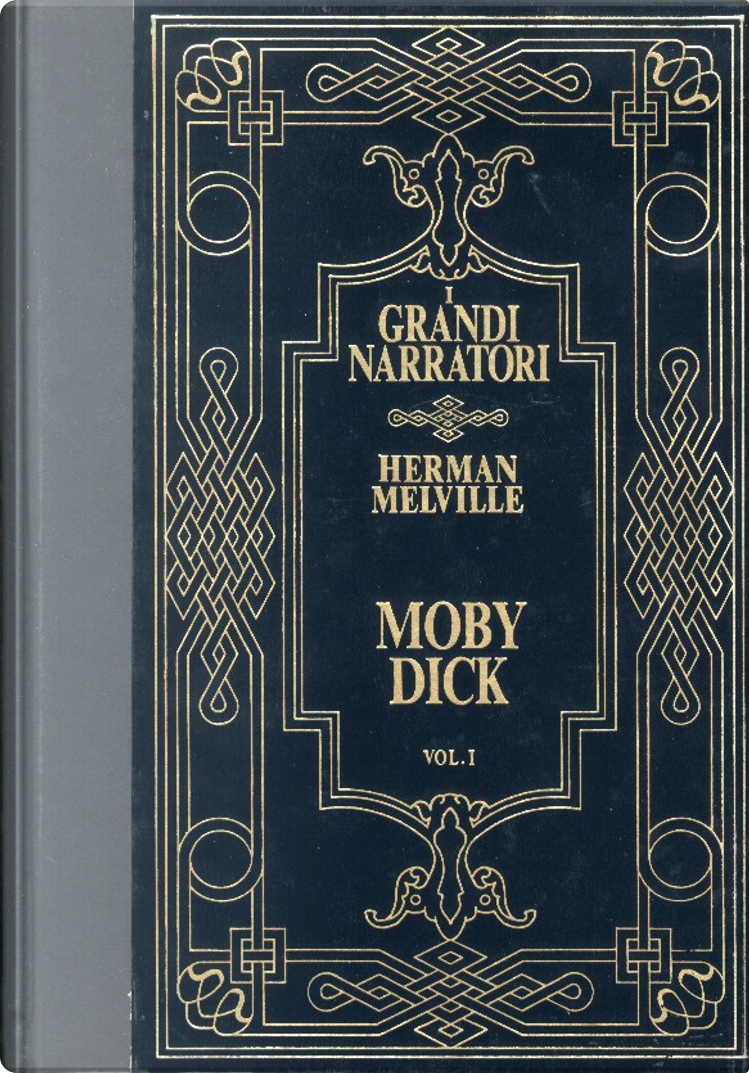 I
GRANDI
NARRATORI
HERMAN
MELVILLE
MOBY
DICK
VOL. I